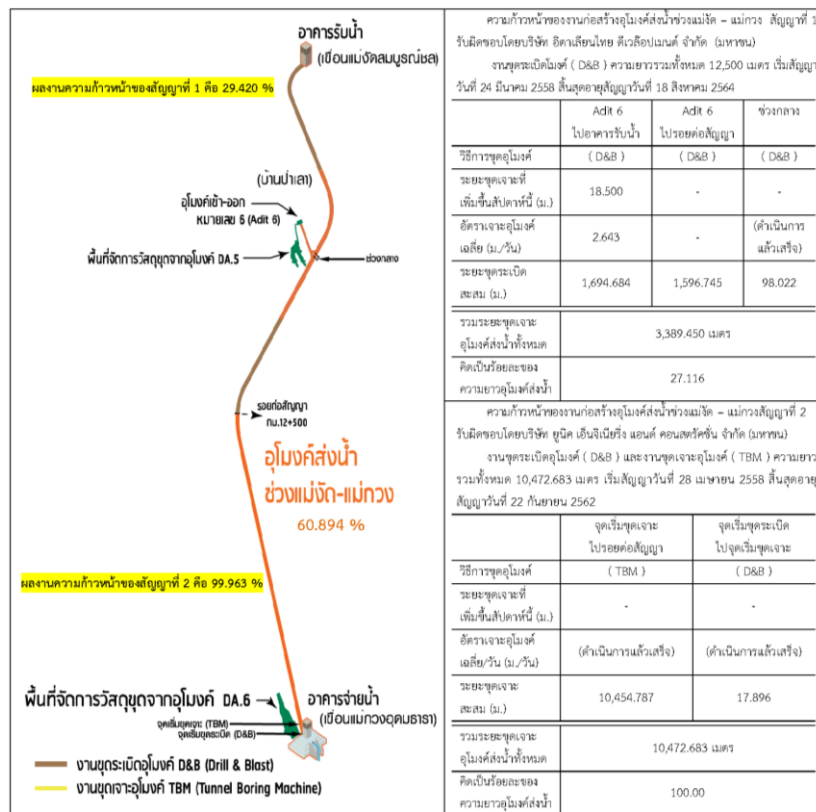 อาคารรับน้ำ
(เขื่อนแม่งัดสมบูรณ์ชล)
ผลงานความก้าวหน้าของสัญญาที่ 1 คือ 29.420 %
(บ้านป่าเลา)
อุโมงค์เข้า-ออก
หมายเลข 6 (Adit 6)
พื้นที่จัดการวัสดุขุดจากอุโมงค์ DA.5
ช่วงกลาง
รอยต่อสัญญา
กม.12+500
อุโมงค์ส่งน้ำ
ช่วงแม่งัด-แม่กวง
60.894 %
ผลงานความก้าวหน้าของสัญญาที่ 2 คือ 99.963 %
พื้นที่จัดการวัสดุขุดจากอุโมงค์ DA.6
อาคารจ่ายน้ำ
(เขื่อนแม่กวงอุดมธารา)
จุดเริ่มขุดเจาะ (TBM)
จุดเริ่มขุดระเบิด (D&B)
งานขุดระเบิดอุโมงค์ D&B (Drill & Blast)
งานขุดเจาะอุโมงค์ TBM (Tunnel Boring Machine)
ความก้าวหน้าของงานก่อสร้างอุโมงค์ส่งน้ำช่วงแม่งัด – แม่กวง สัญญาที่ 1
รับผิดชอบโดยบริษัท อิตาเลียนไทย ดีเวล๊อปเมนต์ จำกัด (มหาชน)
งานขุดระเบิดโมงค์ ( D&B ) ความยาวรวมทั้งหมด 12,500 เมตร เริ่มสัญญา
วันที่ 24 มีนาคม 2558 สิ้นสุดอายุสัญญาวันที่ 18 สิงหาคม 2564
Adit 6 Adit 6 ช่วงกลาง
ไปอาคารรับน้ำ ไปรอยต่อสัญญา
วิธีการขุดอุโมงค์ ( D&B ) ( D&B ) ( D&B )
ระยะขุดเจาะที่
เพิ่มขึ้นสัปดาห์นี้ (ม.) 18.500 - -
อัตราเจาะอุโมงค์
เฉลี่ย (ม./วัน) 2.643 - (ดำเนินการ
แล้วเสร็จ)
ระยะขุดระเบิด
สะสม (ม.) 1,694.684 1,596.745 98.022
รวมระยะขุดเจาะ
อุโมงค์ส่งน้ำทั้งหมด 3,389.450 เมตร
คิดเป็นร้อยละของ
ความยาวอุโมงค์ส่งน้ำ 27.116
ความก้าวหน้าของงานก่อสร้างอุโมงค์ส่งน้ำช่วงแม่งัด – แม่กวงสัญญาที่ 2
รับผิดชอบโดยบริษัท ยูนิค เอ็นจิเนียริ่ง แอนด์ คอนสตรัคชั่น จำกัด (มหาชน)
งานขุดระเบิดอุโมงค์ ( D&B ) และงานขุดเจาะอุโมงค์ ( TBM ) ความยาว
รวมทั้งหมด 10,472.683 เมตร เริ่มสัญญาวันที่ 28 เมษายน 2558 สิ้นสุดอายุ
สัญญาวันที่ 22 กันยายน 2562
จุดเริ่มขุดเจาะ จุดเริ่มขุดระเบิด
ไปรอยต่อสัญญา ไปจุดเริ่มขุดเจาะ
วิธีการขุดอุโมงค์ ( TBM ) ( D&B )
ระยะขุดเจาะที่
เพิ่มขึ้นสัปดาห์นี้ (ม.) - -
อัตราเจาะอุโมงค์
เฉลี่ย/วัน (ม./วัน) (ดำเนินการแล้วเสร็จ) (ดำเนินการแล้วเสร็จ)
ระยะขุดเจาะ
สะสม (ม.) 10,454.787 17.896
รวมระยะขุดเจาะ
อุโมงค์ส่งน้ำทั้งหมด 10,472.683 เมตร
คิดเป็นร้อยละของ
ความยาวอุโมงค์ส่งน้ำ 100.00